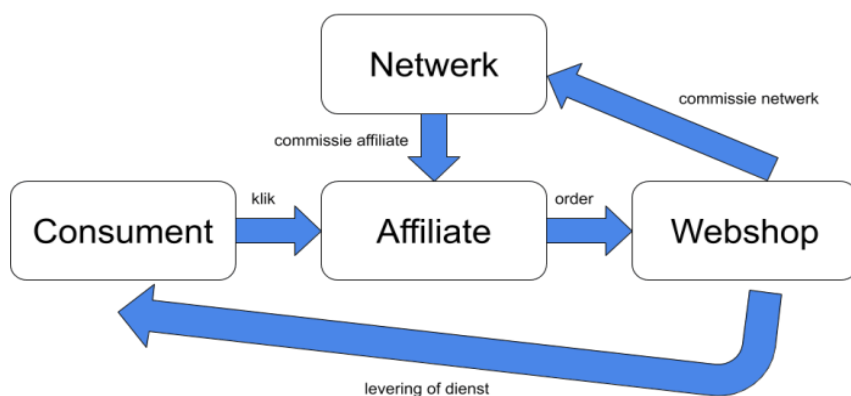 Netwerk
commissie netwerk
commissie affiliate
klik
order
Consument
Affiliate
Webshop
levering of dienst